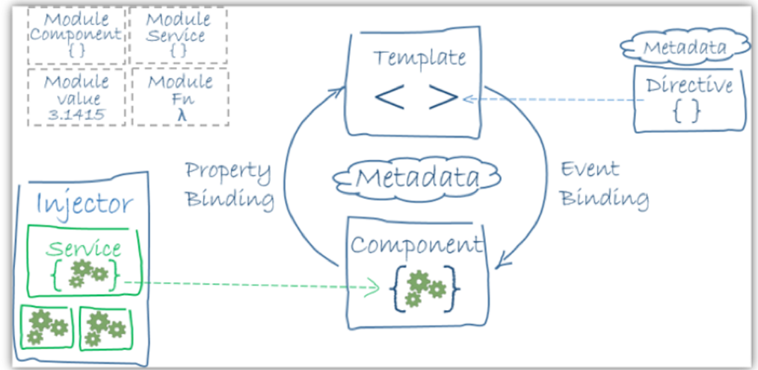 Module
Component
{ }
Module
Service
{ }
Module
value
3.1415
Module
Fn
λ
Template
< >
Metadata
Directive
{ }
Property
Binding
Metadata
Event
Binding
Injector
Service
{ }
Component
{ }